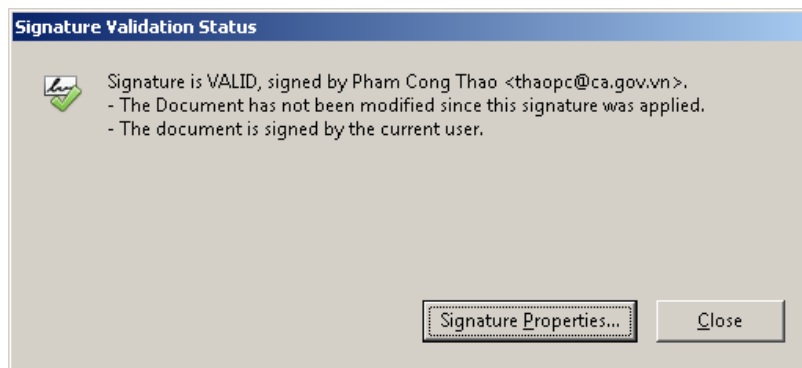 Signature Validation Status
Signature is VALID, signed by Pham Cong Thao <thaopc@ca.gov.vn>.
- The Document has not been modified since this signature was applied.
- The document is signed by the current user.
Signature Properties... Close